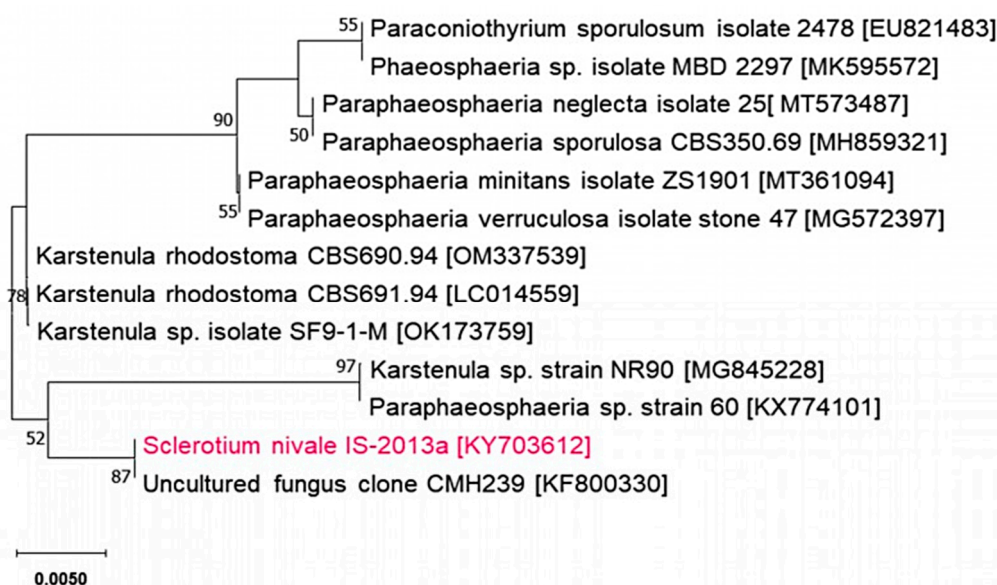 55
Paraconiothyrium sporulosum isolate 2478 [EU821483]
Phaeosphaeria sp. isolate MBD 2297 [MK595572]
Paraphaeosphaeria neglecta isolate 25[ MT573487]
90
50
Paraphaeosphaeria sporulosa CBS350.69 [MH859321]
Paraphaeosphaeria minitans isolate ZS1901 [MT361094]
55
Paraphaeosphaeria verruculosa isolate stone 47 [MG572397]
Karstenula rhodostoma CBS690.94 [OM337539]
78
Karstenula rhodostoma CBS691.94 [LC014559]
Karstenula sp. isolate SF9-1-M [OK173759]
97
Karstenula sp. strain NR90 [MG845228]
Paraphaeosphaeria sp. strain 60 [KX774101]
52
Sclerotium nivale IS-2013a [KY703612]
87
Uncultured fungus clone CMH239 [KF800330]
0.0050